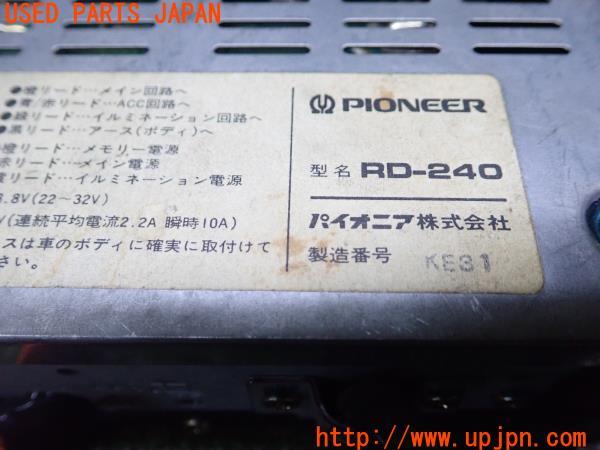 USED PARTS JAPAN
●橙リード…メイン回路へ
●青/赤リード…ACC回路へ
●緑リード…イルミネーション回路へ
●黒リード…アース(ボディ)へ
橙リード…メモリー電源
赤リード…メイン電源
リード…イルミネーション電源
.8V(22〜32V)
V(連続平均電流2.2A 瞬時10A)
スは車のボディに確実に取付けて
さい。
PIONEER
型名 RD-240
パイオニア株式会社
製造番号 KE31
UPJ
http://www.upjpn.com/